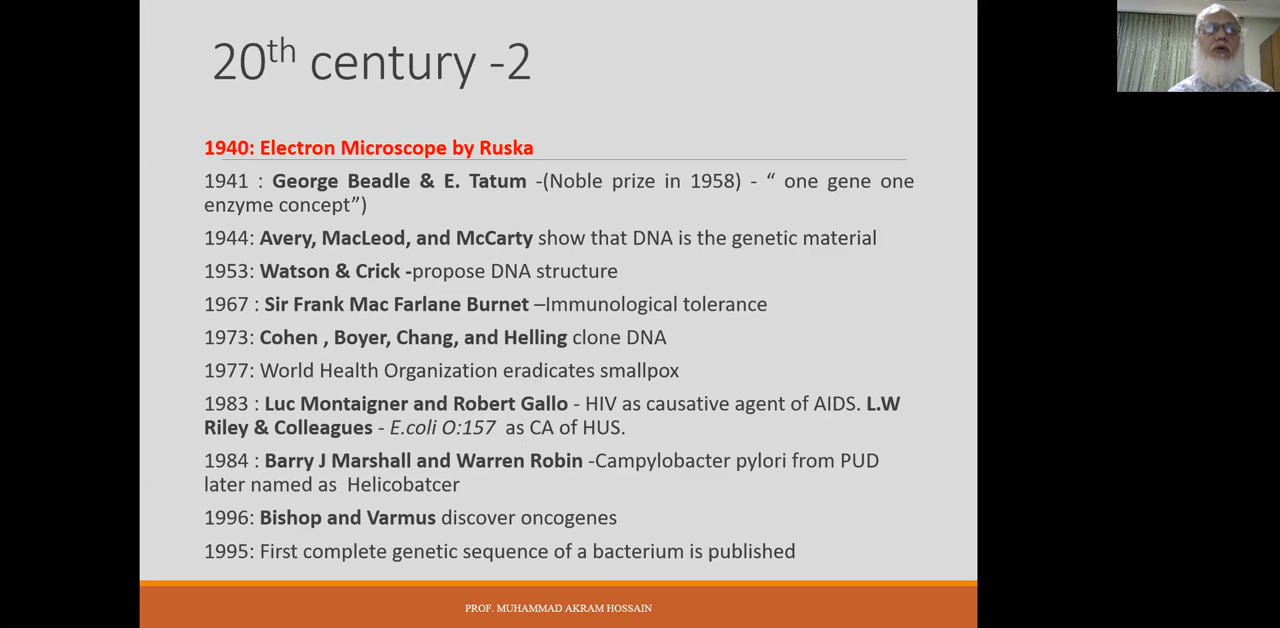 20th century -2
1940: Electron Microscope by Ruska
1941 : George Beadle & E. Tatum -(Noble prize in 1958) - “ one gene one
enzyme concept”)
1944: Avery, MacLeod, and McCarty show that DNA is the genetic material
1953: Watson & Crick -propose DNA structure
1967 : Sir Frank Mac Farlane Burnet –Immunological tolerance
1973: Cohen , Boyer, Chang, and Helling clone DNA
1977: World Health Organization eradicates smallpox
1983 : Luc Montaigner and Robert Gallo - HIV as causative agent of AIDS. L.W
Riley & Colleagues - E.coli O:157 as CA of HUS.
1984 : Barry J Marshall and Warren Robin -Campylobacter pylori from PUD
later named as Helicobatcer
1996: Bishop and Varmus discover oncogenes
1995: First complete genetic sequence of a bacterium is published
PROF. MUHAMMAD AKRAM HOSSAIN